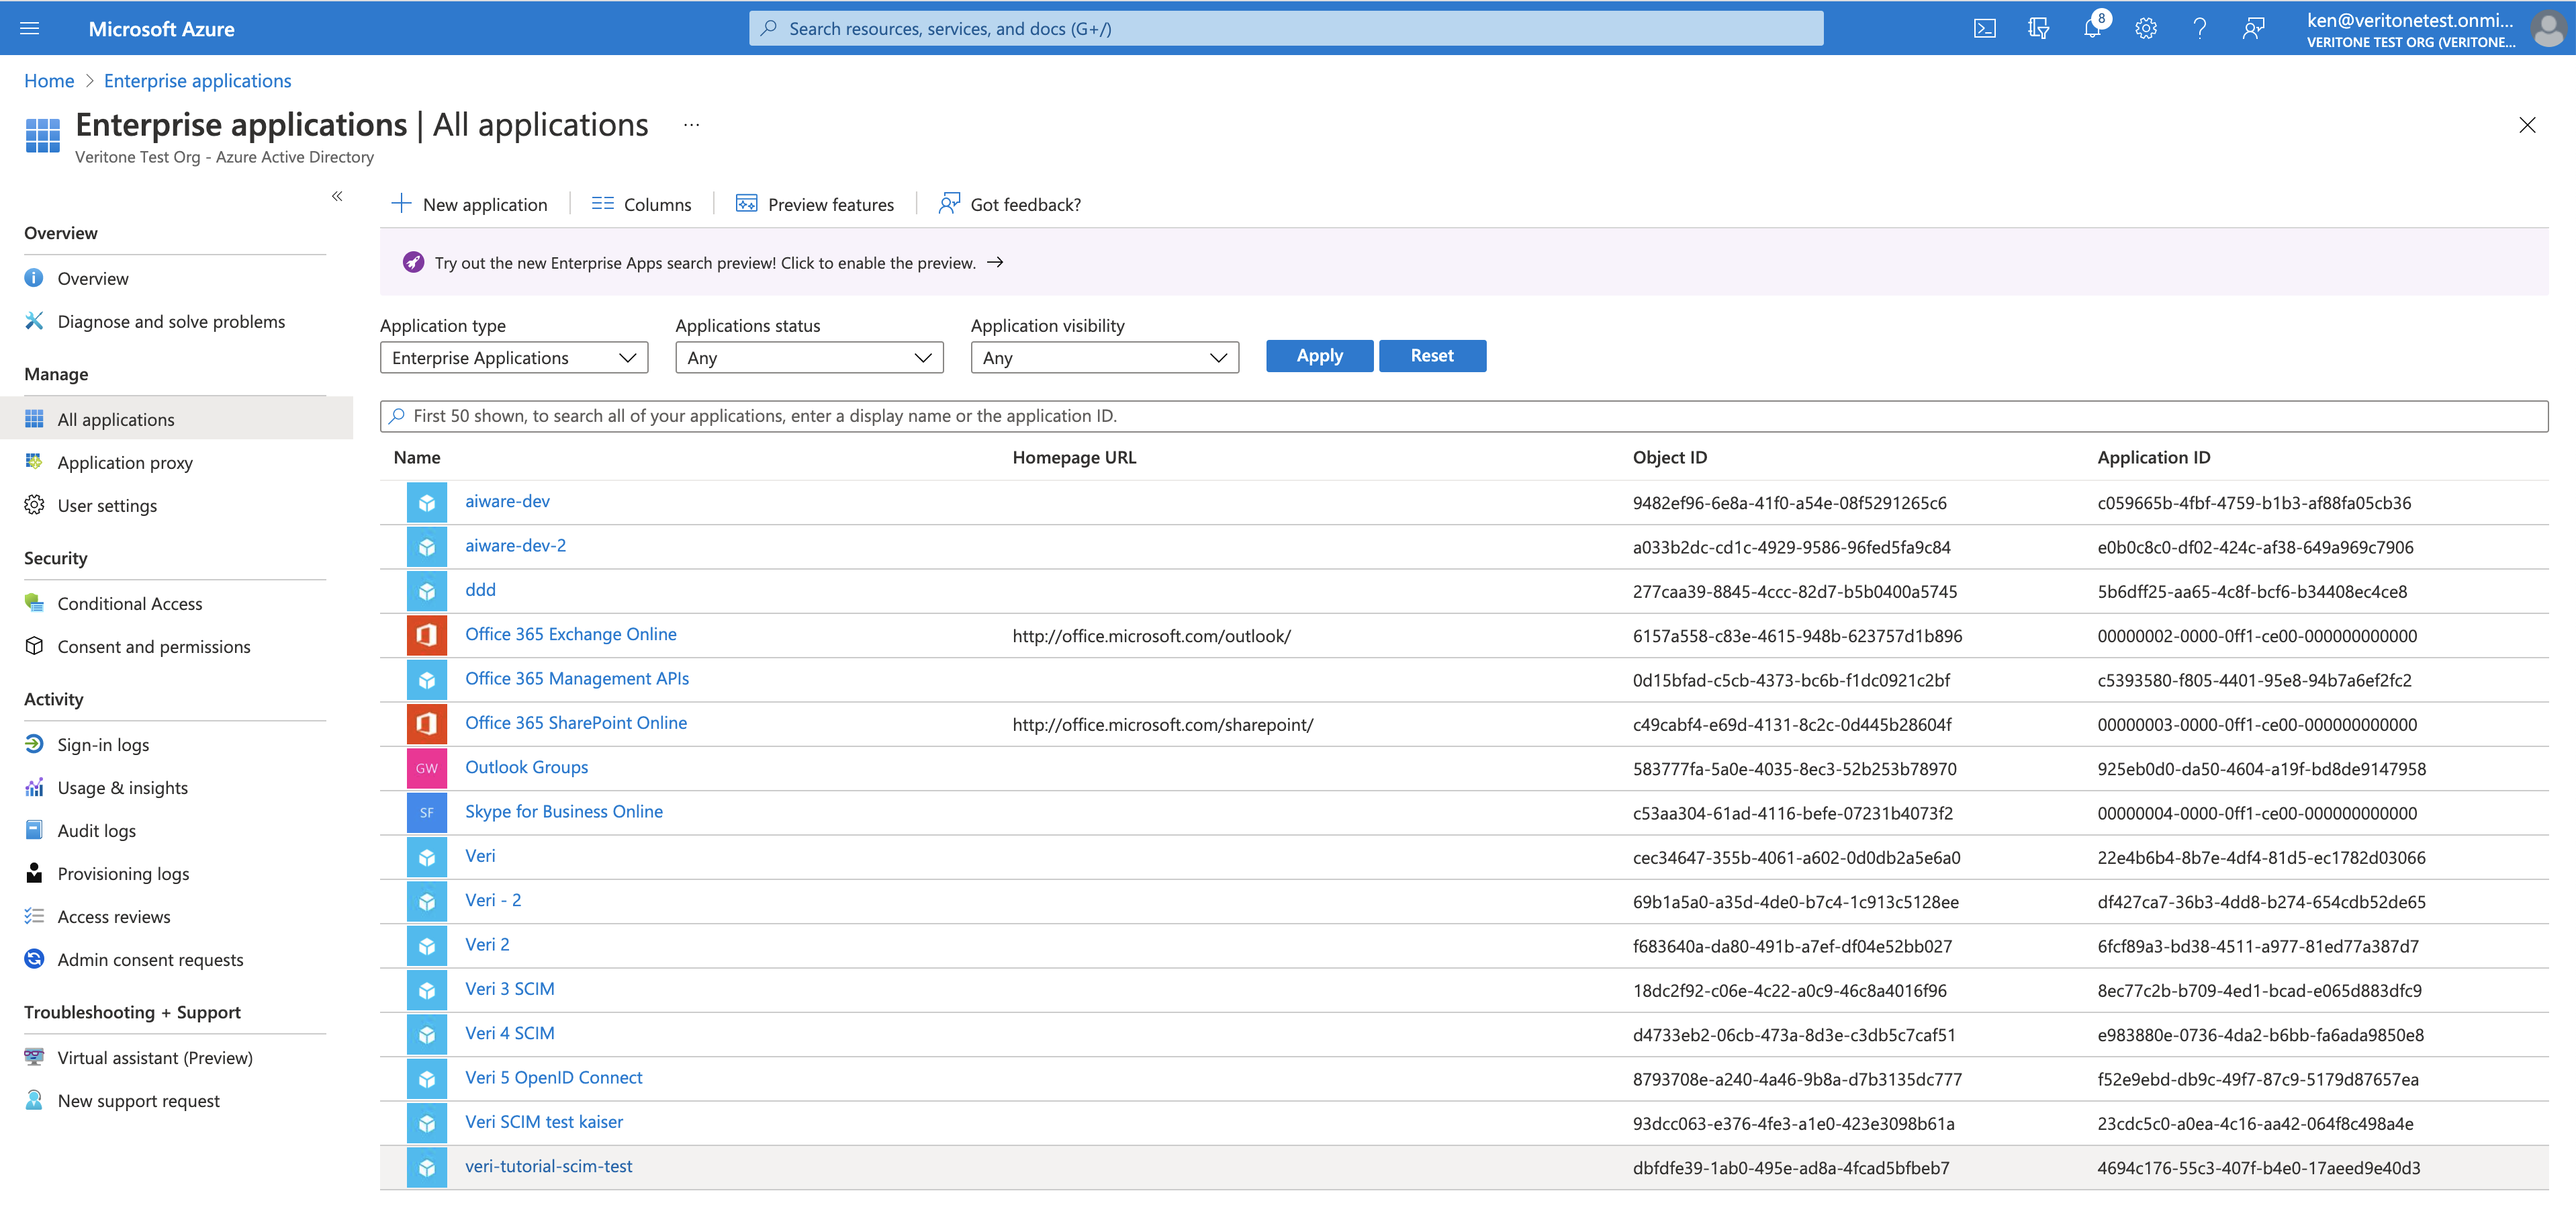 Microsoft Azure
Search resources, services, and docs (G+/)
8
ken@veritonetest.onmi...
VERITONE TEST ORG (VERITONE...
Home > Enterprise applications
Enterprise applications | All applications ...
Veritone Test Org - Azure Active Directory
«
New application
Columns
Preview features
Got feedback?
Overview
Overview
Diagnose and solve problems
Manage
All applications
Application proxy
User settings
Security
Conditional Access
Consent and permissions
Activity
Sign-in logs
Usage & insights
Audit logs
Provisioning logs
Access reviews
Admin consent requests
Troubleshooting + Support
Virtual assistant (Preview)
New support request
Try out the new Enterprise Apps search preview! Click to enable the preview. →
Application type
Enterprise Applications
Applications status
Any
Application visibility
Any
Apply
Reset
First 50 shown, to search all of your applications, enter a display name or the application ID.
Name Homepage URL Object ID Application ID
aiware-dev 9482ef96-6e8a-41f0-a54e-08f5291265c6 c059665b-4fbf-4759-b1b3-af88fa05cb36
aiware-dev-2 a033b2dc-cd1c-4929-9586-96fed5fa9c84 e0b0c8c0-df02-424c-af38-649a969c7906
ddd 277caa39-8845-4ccc-82d7-b5b0400a5745 5b6dff25-aa65-4c8f-bcf6-b34408ec4ce8
Office 365 Exchange Online http://office.microsoft.com/outlook/ 6157a558-c83e-4615-948b-623757d1b896 00000002-0000-0ff1-ce00-000000000000
Office 365 Management APIs 0d15bfad-c5cb-4373-bc6b-f1dc0921c2bf c5393580-f805-4401-95e8-94b7a6ef2fc2
Office 365 SharePoint Online http://office.microsoft.com/sharepoint/ c49cabf4-e69d-4131-8c2c-0d445b28604f 00000003-0000-0ff1-ce00-000000000000
GW Outlook Groups 583777fa-5a0e-4035-8ec3-52b253b78970 925eb0d0-da50-4604-a19f-bd8de9147958
SF Skype for Business Online c53aa304-61ad-4116-befe-07231b4073f2 00000004-0000-0ff1-ce00-000000000000
Veri cec34647-355b-4061-a602-0d0db2a5e6a0 22e4b6b4-8b7e-4df4-81d5-ec1782d03066
Veri - 2 69b1a5a0-a35d-4de0-b7c4-1c913c5128ee df427ca7-36b3-4dd8-b274-654cdb52de65
Veri 2 f683640a-da80-491b-a7ef-df04e52bb027 6fcf89a3-bd38-4511-a977-81ed77a387d7
Veri 3 SCIM 18dc2f92-c06e-4c22-a0c9-46c8a4016f96 8ec77c2b-b709-4ed1-bcad-e065d883dfc9
Veri 4 SCIM d4733eb2-06cb-473a-8d3e-c3db5c7caf51 e983880e-0736-4da2-b6bb-fa6ada9850e8
Veri 5 OpenID Connect 8793708e-a240-4a46-9b8a-d7b3135dc777 f52e9ebd-db9c-49f7-87c9-5179d87657ea
Veri SCIM test kaiser 93dcc063-e376-4fe3-a1e0-423e3098b61a 23cdc5c0-a0ea-4c16-aa42-064f8c498a4e
veri-tutorial-scim-test dbfdfe39-1ab0-495e-ad8a-4fcad5bfbeb7 4694c176-55c3-407f-b4e0-17aeed9e40d3